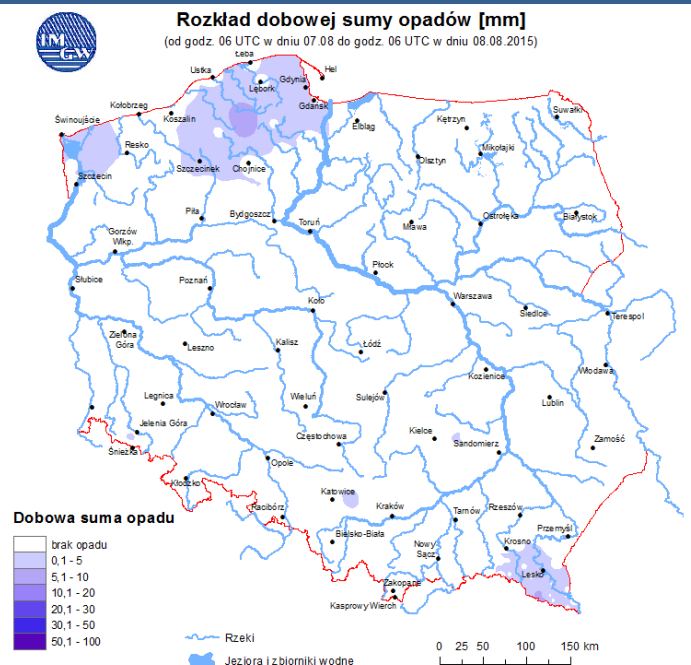 IM
G-W
Rozkład dobowej sumy opadów [mm]
(od godz. 06 UTC w dniu 07.08 do godz. 06 UTC w dniu 08.08.2015)
Łeba
Ustka
Hel
Gdynia
Lębork
Gdańsk
Kołobrzeg
Koszalin
Świnoujście
Resko
Elbląg
Kętrzyn
Suwałki
Mikołajki
Olsztyn
Szczecin
Szczecinek
Chojnice
Piła
Bydgoszcz
Toruń
Mława
Ostrołęka
Białystok
Gorzów
Wlkp.
Płock
Słubice
Poznań
Koło
Warszawa
Siedlce
Terespol
Zielona
Góra
Leszno
Kalisz
Łódź
Włodawa
Kozienice
Legnica
Wrocław
Wieluń
Sulejów
Lublin
Jelenia Góra
Śnieżka
Częstochowa
Kielce
Sandomierz
Zamość
Opole
Kłodzko
Katowice
Racibórz
Kraków
Tarnów
Rzeszów
Przemyśl
Bielsko-Biała
Nowy
Sącz
Krosno
Lesko
Zakopane
Kasprowy Wierch
Dobowa suma opadu
brak opadu
0,1 - 5
5,1 - 10
10,1 - 20
20,1 - 30
30,1 - 50
50,1 - 100
Rzeki
Jeziora i zbiorniki wodne
0 25 50 100 150 km